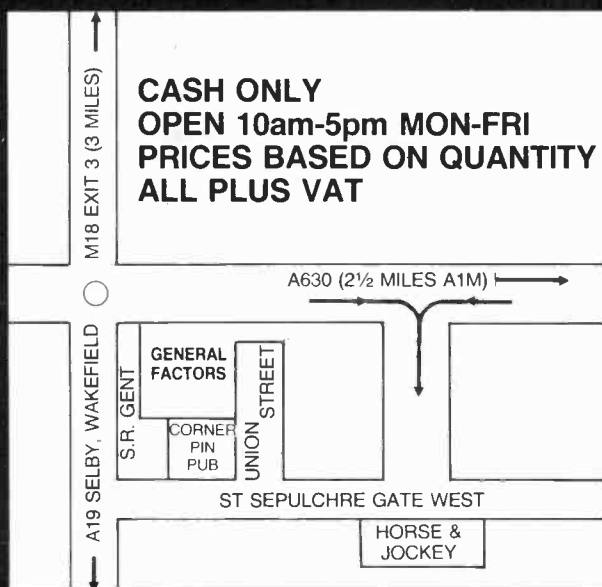 CASH ONLY
OPEN 10am-5pm MON-FRI
PRICES BASED ON QUANTITY
ALL PLUS VAT
M18 EXIT 3 (3 MILES)
A630 (2½ MILES A1M)
A19 SELBY, WAKEFIELD
S.R. GENT
GENERAL
FACTORS
CORNER
PIN
PUB
UNION
STREET
ST SEPULCHRE GATE WEST
HORSE &
JOCKEY